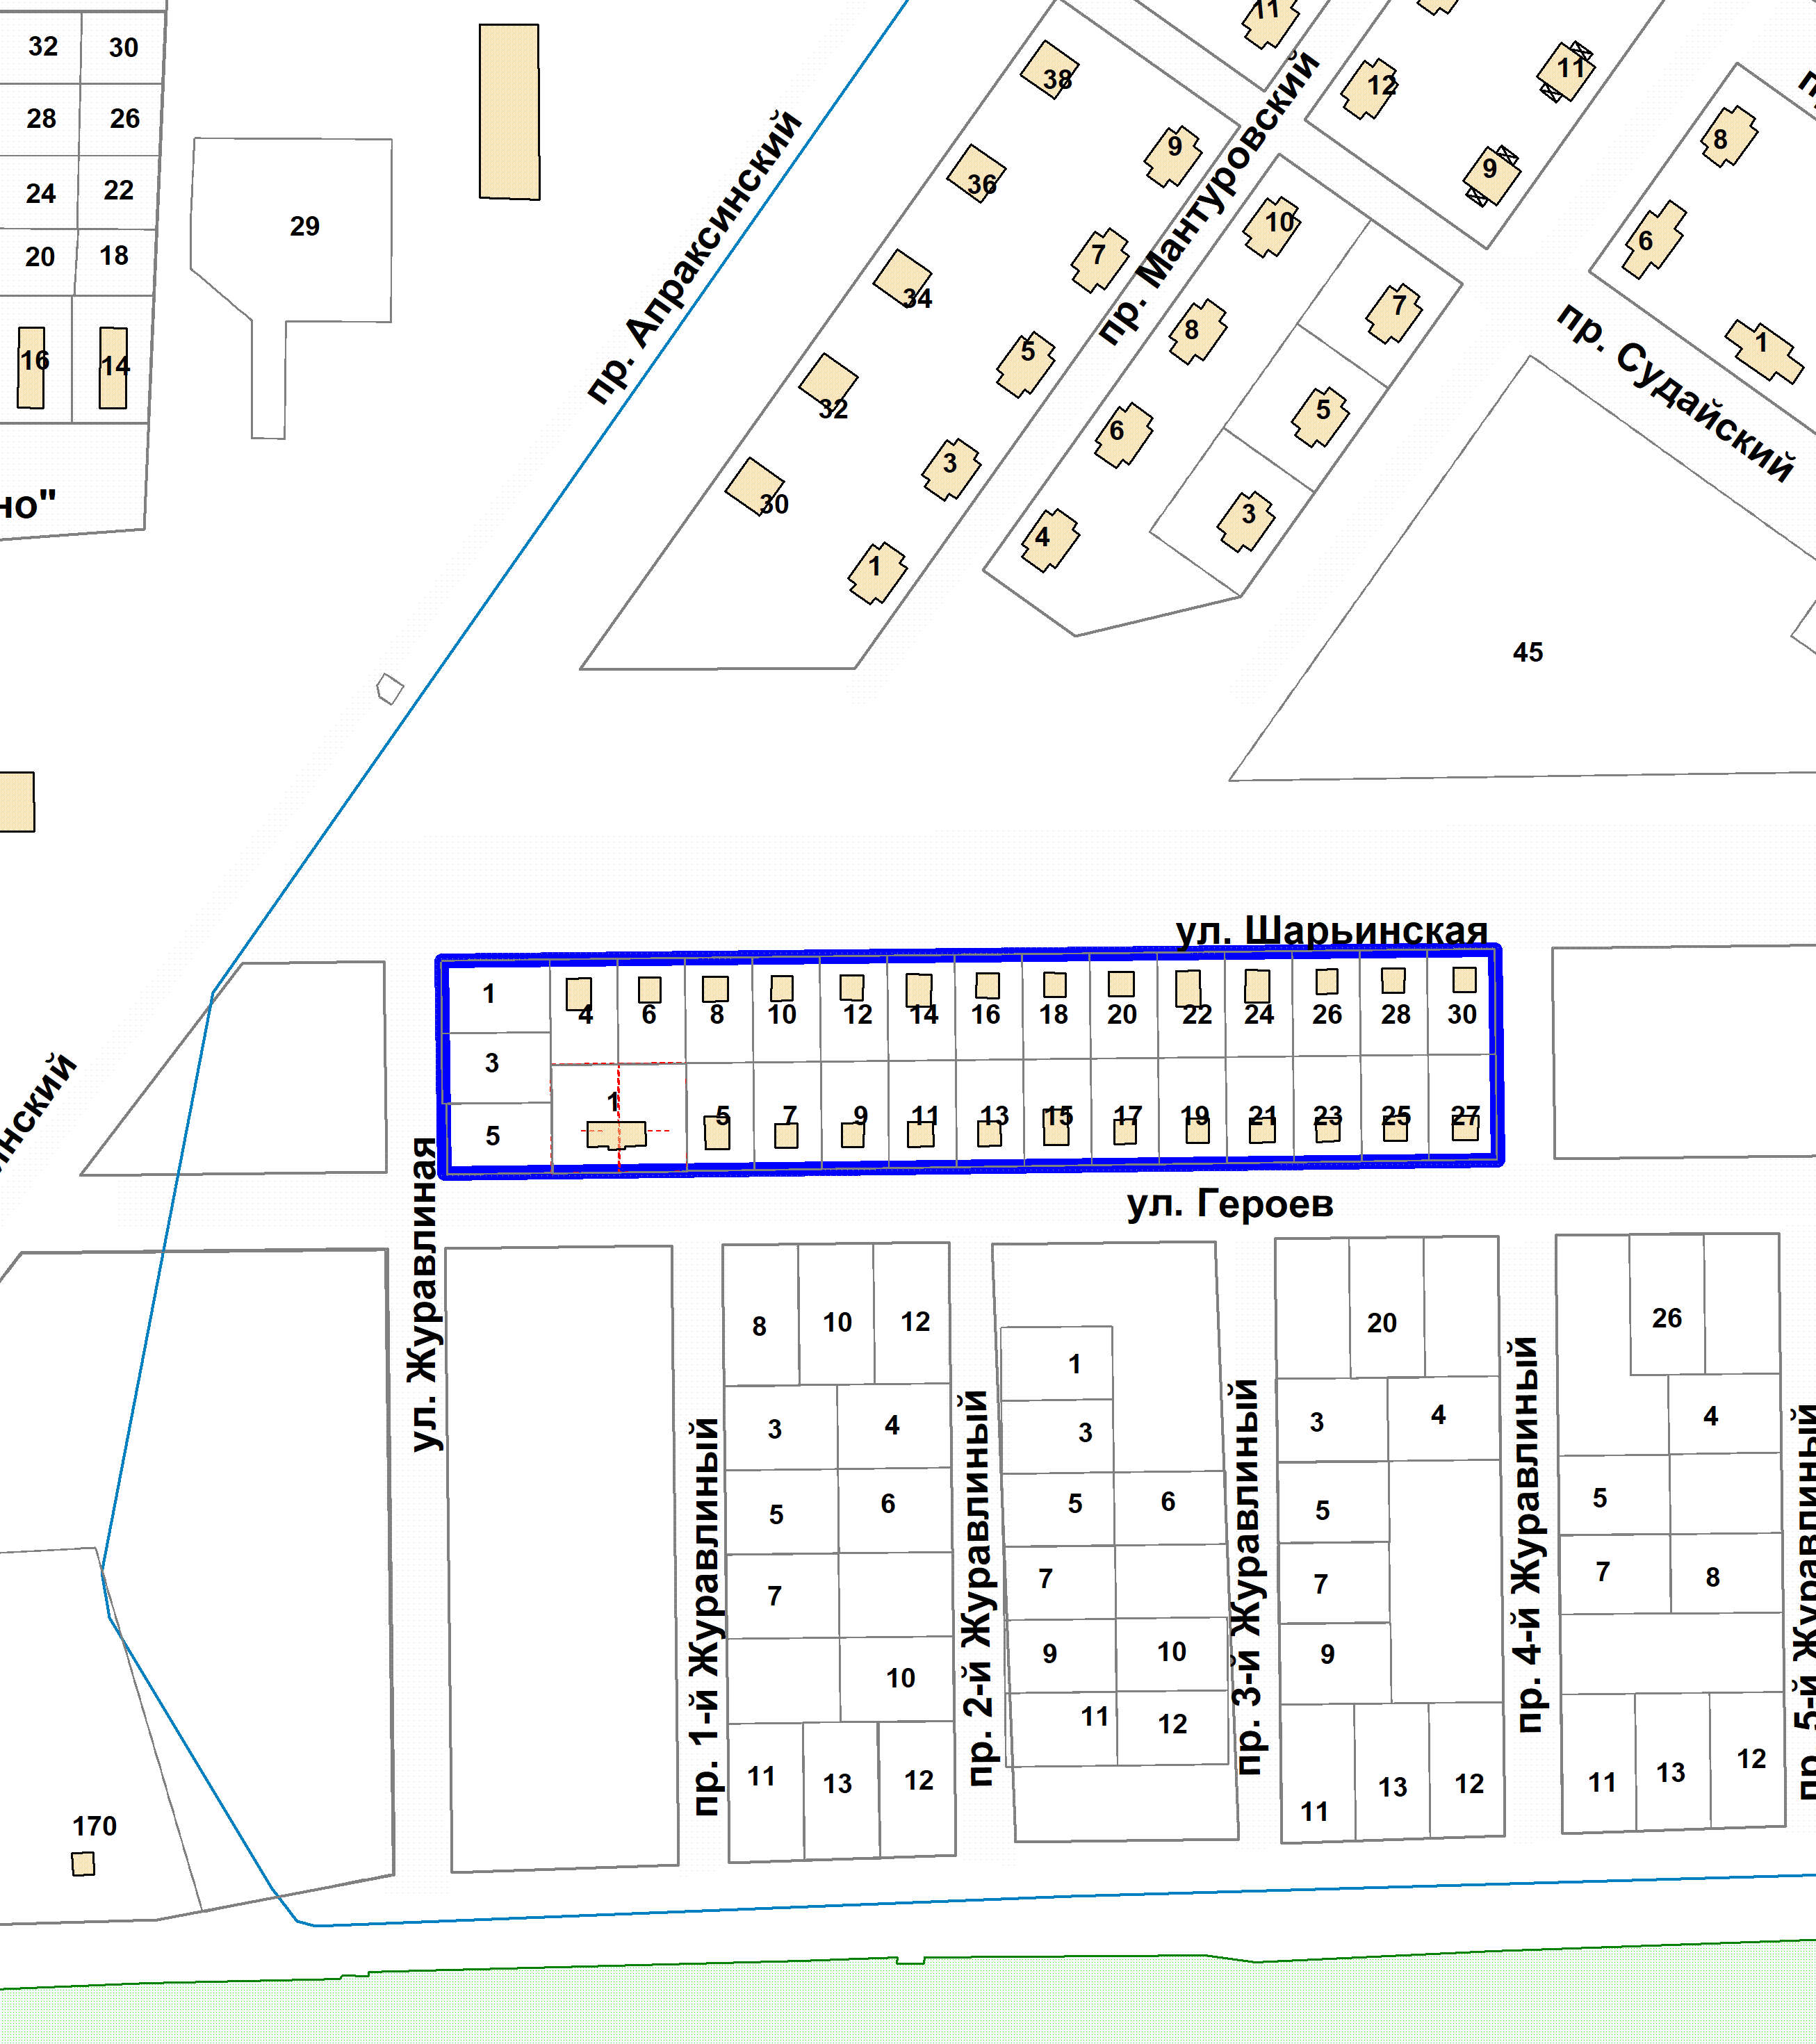 32 30
28 26
24 22
20 18
16 14
29
но"
пр. Апраксинский
38
36
34
32
30
11
9
7
5
3
1
пр. Мантуровский
12
11
9
10
8
6
4
7
5
3
8
6
1
пр. Судайский
45
ул. Шарьинская
1 4 6 8 10 12 14 16 18 20 22 24 26 28 30
3
5 1 5 7 9 11 13 15 17 19 21 23 25 27
инский
ул. Журавлиная
ул. Героев
8 10 12
3 4
5 6
7
10
11 13 12
пр. 1-й Журавлиный
1
3
5 6
7
9 10
11 12
пр. 2-й Журавлиный
20
3 4
5
7
9
11 13 12
пр. 3-й Журавлиный
26
4
5
7 8
11 13 12
пр. 4-й Журавлиный
пр. 5-й Журавлиный
170